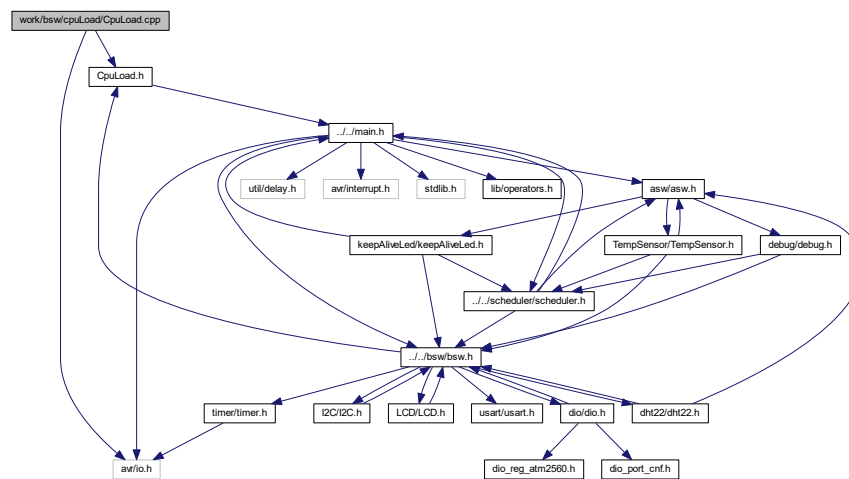 work/bsw/cpuLoad/CpuLoad.cpp
CpuLoad.h
../../main.h
util/delay.h
avr/interrupt.h
stdlib.h
lib/operators.h
asw/asw.h
keepAliveLed/keepAliveLed.h
TempSensor/TempSensor.h
debug/debug.h
../../scheduler/scheduler.h
../../bsw/bsw.h
timer/timer.h
I2C/I2C.h
LCD/LCD.h
usart/usart.h
dio/dio.h
dht22/dht22.h
avr/io.h
dio_reg_atm2560.h
dio_port_cnf.h